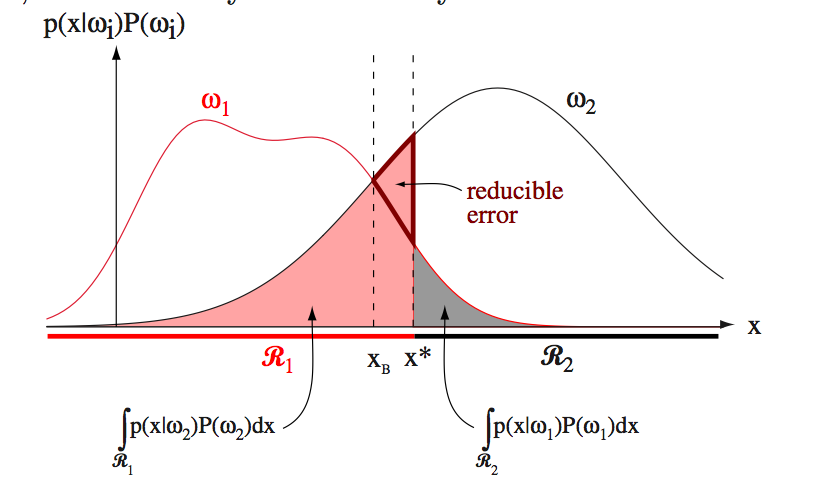 p(x|ωi)P(ωi)
ω1
ω2
reducible
error
x
R1
xB
x*
R2
∫p(x|ω2)P(ω2)dx
R1
∫p(x|ω1)P(ω1)dx
R2